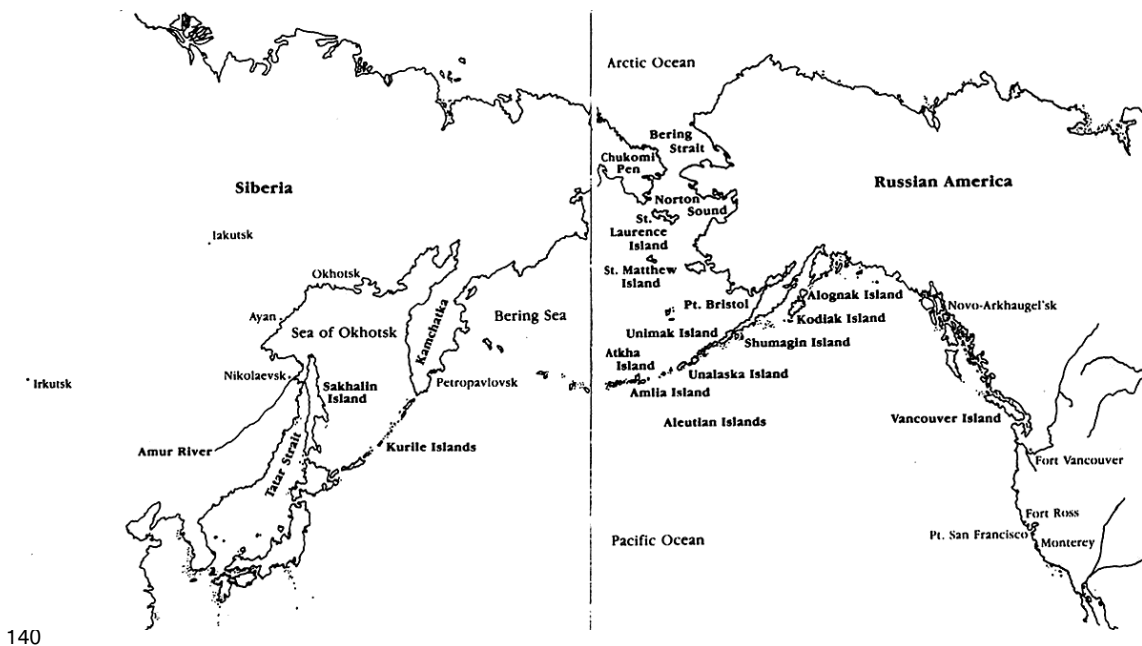 Arctic Ocean
Bering
Strait
Chukomi
Pen
Siberia
Russian America
Norton
Sound
St.
Laurence
Island
Iakutsk
St. Matthew
Island
Okhotsk
Pt. Bristol
Alognak Island
Novo-Arkhaugel'sk
Ayan
Sea of Okhotsk
Kamchatka
Bering Sea
Unimak Island
Kodiak Island
Shumagin Island
Atkha
Island
Unalaska Island
Amlia Island
Irkutsk
Nikolaevsk
Sakhalin
Island
Petropavlovsk
Aleutian Islands
Vancouver Island
Amur River
Tatar Strait
Kurile Islands
Fort Vancouver
Fort Ross
Pt. San Francisco
Monterey
Pacific Ocean
140